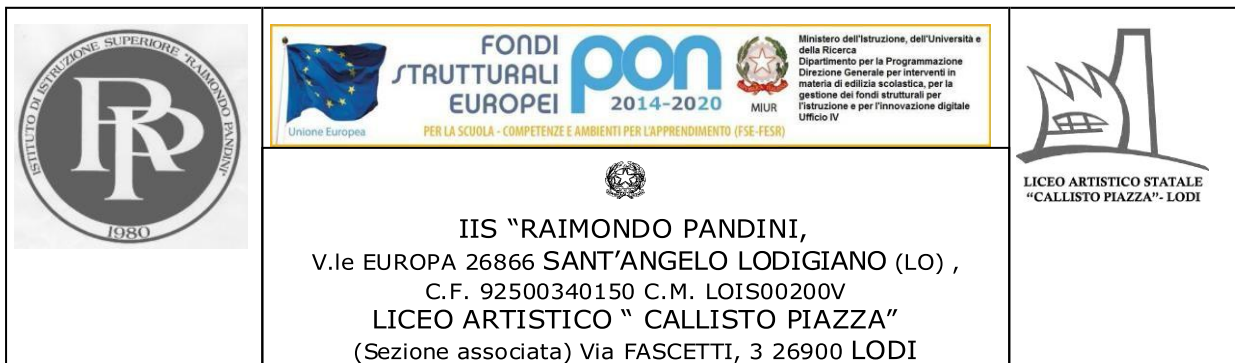 ISTITUTO DI ISTRUZIONE SUPERIORE "RAIMONDO PANDINI"
RP
1980
FONDI
STRUTTURALI
EUROPEI
pon
2014-2020
Unione Europea
MIUR
Ministero dell'Istruzione, dell'Università e
della Ricerca
Dipartimento per la Programmazione
Direzione Generale per interventi in
materia di edilizia scolastica, per la
gestione dei fondi strutturali per
l'istruzione e per l'innovazione digitale
Ufficio IV
PER LA SCUOLA - COMPETENZE E AMBIENTI PER L'APPRENDIMENTO (FSE-FESR)
LICEO ARTISTICO STATALE
"CALLISTO PIAZZA"- LODI
IIS "RAIMONDO PANDINI,
V.le EUROPA 26866 SANT'ANGELO LODIGIANO (LO) ,
C.F. 92500340150 C.M. LOIS00200V
LICEO ARTISTICO " CALLISTO PIAZZA"
(Sezione associata) Via FASCETTI, 3 26900 LODI